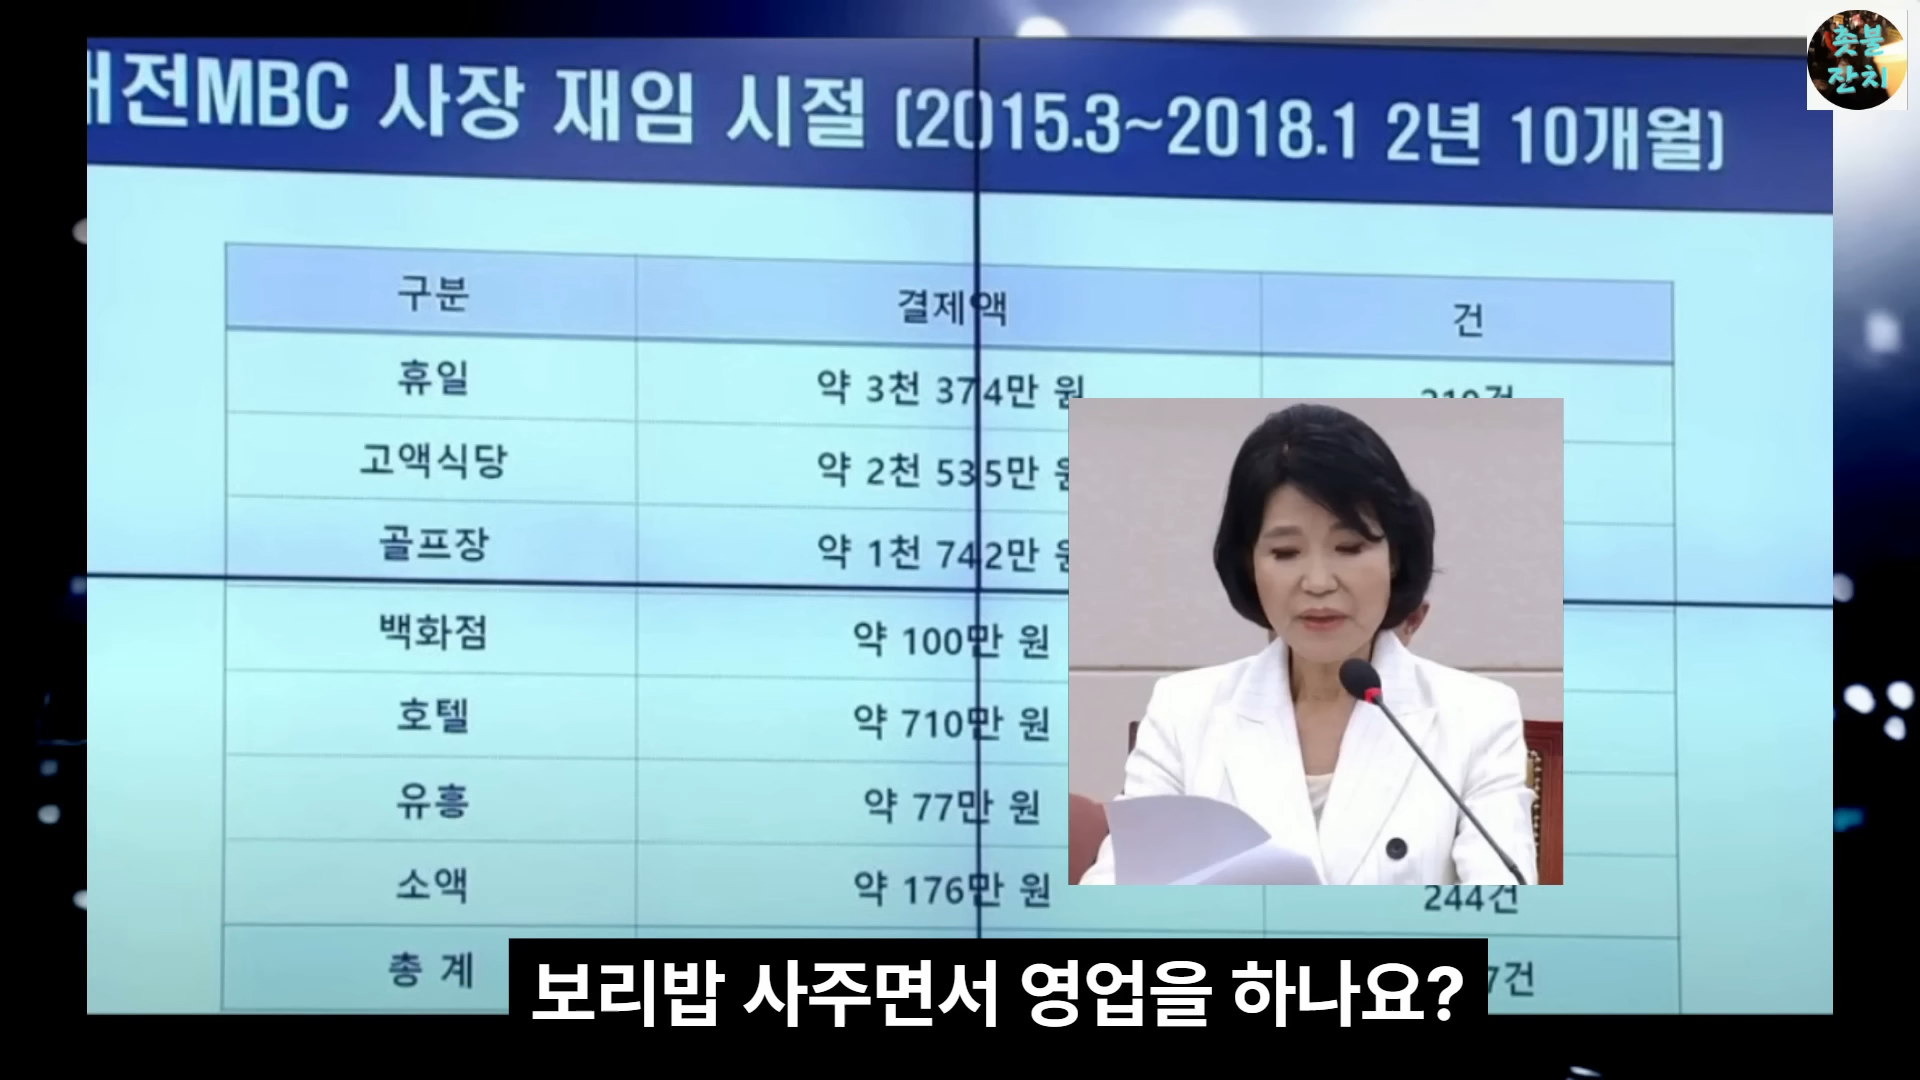 촛불
잔치
대전MBC 사장 재임 시절 (2015.3~2018.1 2년 10개월)
구분 결제액 건
휴일 약 3천 374만 원
고액식당 약 2천 535만
골프장 약 1천 742만
백화점 약 100만 원
호텔 약 710만 원
유흥 약 77만 원
소액 약 176만 원 244건
총 계
보리밥 사주면서 영업을 하나요?